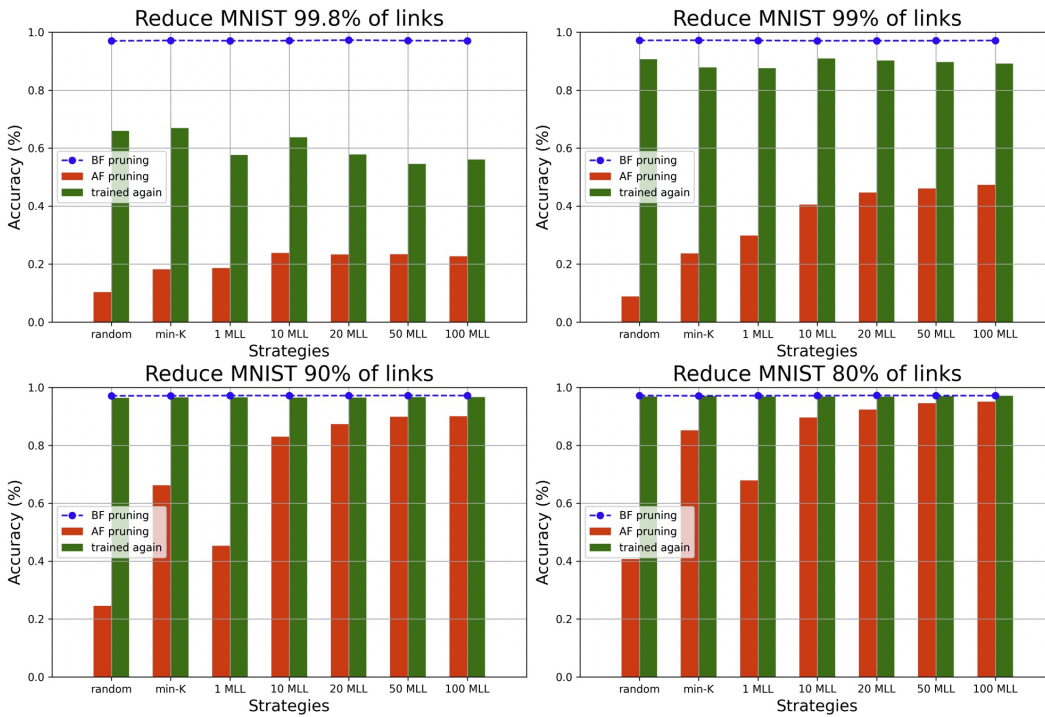 Reduce MNIST 99.8% of links
1.0
0.8
0.6
0.4
0.2
0.0
Accuracy (%)
BF pruning
AF pruning
trained again
random min-K 1 MLL 10 MLL 20 MLL 50 MLL 100 MLL
Strategies
Reduce MNIST 99% of links
1.0
0.8
0.6
0.4
0.2
0.0
Accuracy (%)
BF pruning
AF pruning
trained again
random min-K 1 MLL 10 MLL 20 MLL 50 MLL 100 MLL
Strategies
Reduce MNIST 90% of links
1.0
0.8
0.6
0.4
0.2
0.0
Accuracy (%)
BF pruning
AF pruning
trained again
random min-K 1 MLL 10 MLL 20 MLL 50 MLL 100 MLL
Strategies
Reduce MNIST 80% of links
1.0
0.8
0.6
0.4
0.2
0.0
Accuracy (%)
BF pruning
AF pruning
trained again
random min-K 1 MLL 10 MLL 20 MLL 50 MLL 100 MLL
Strategies